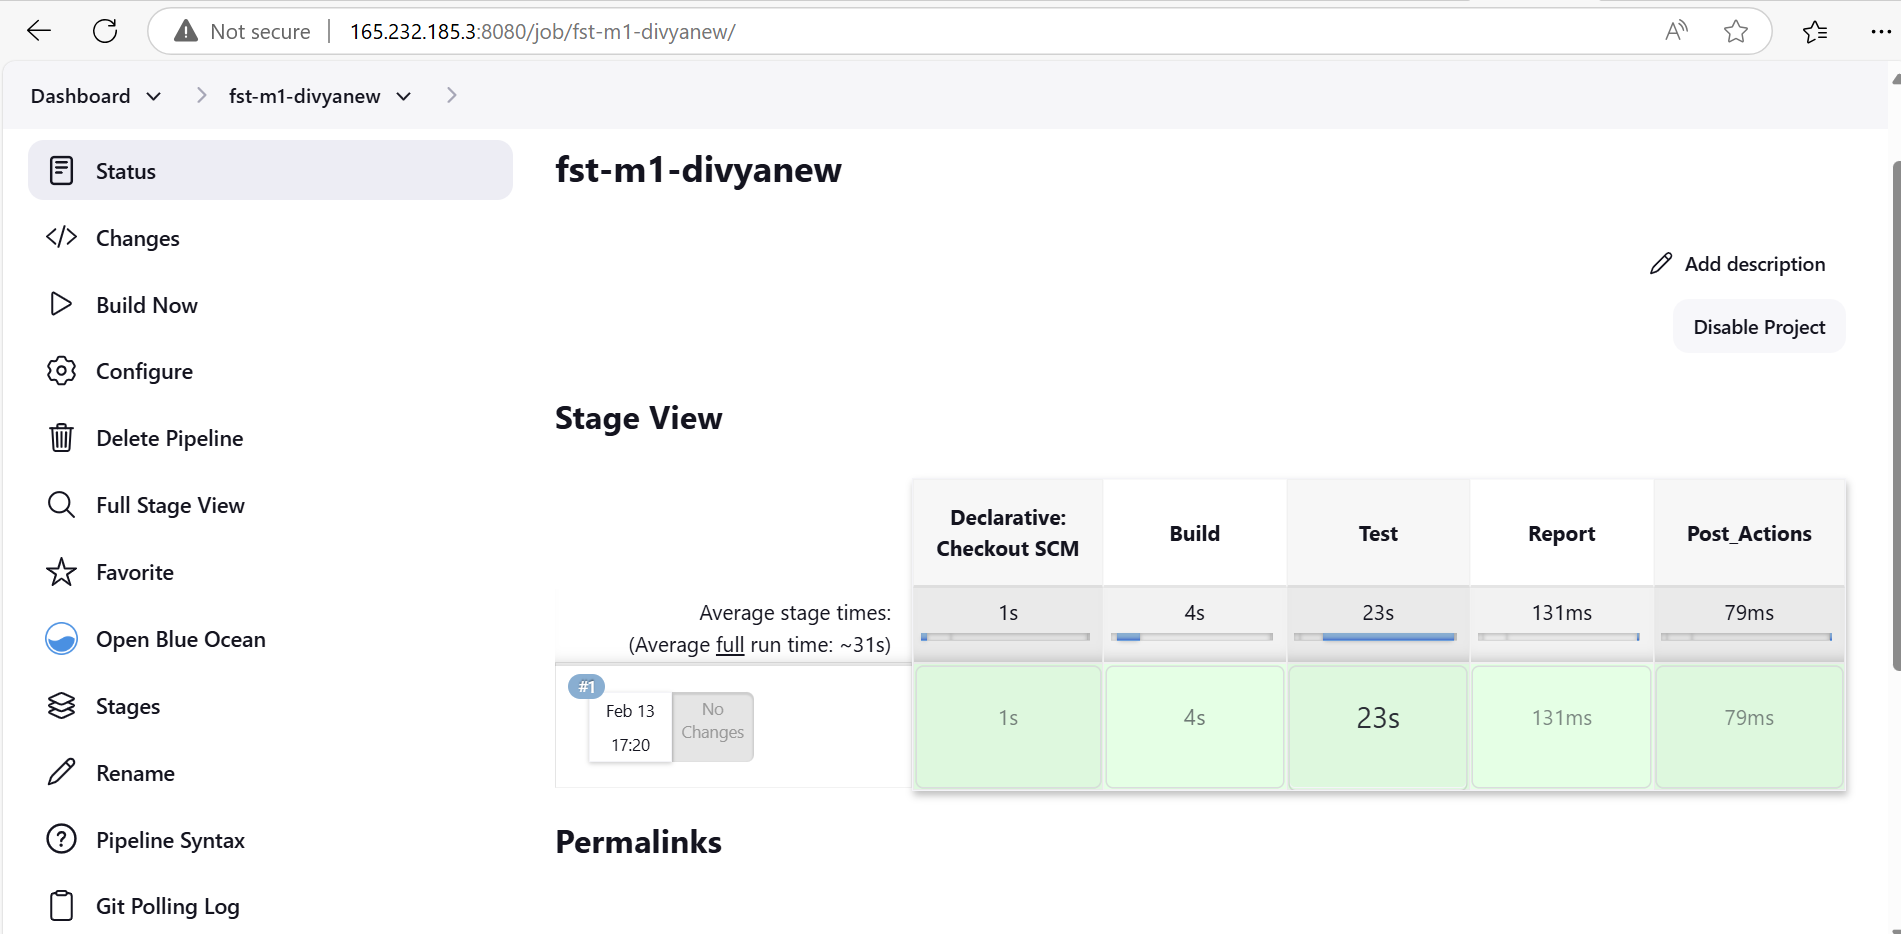 Not secure
165.232.185.3:8080/job/fst-m1-divyanew/
A
Dashboard
fst-m1-divyanew
Status
Changes
Build Now
Configure
Delete Pipeline
Full Stage View
Favorite
Open Blue Ocean
Stages
Rename
Pipeline Syntax
Git Polling Log
fst-m1-divyanew
Add description
Disable Project
Stage View
Declarative:
Checkout SCM
Build
Test
Report
Post_Actions
Average stage times:
(Average full run time: ~31s)
1s
4s
23s
131ms
79ms
#1
Feb 13
17:20
No
Changes
1s
4s
23s
131ms
79ms
Permalinks